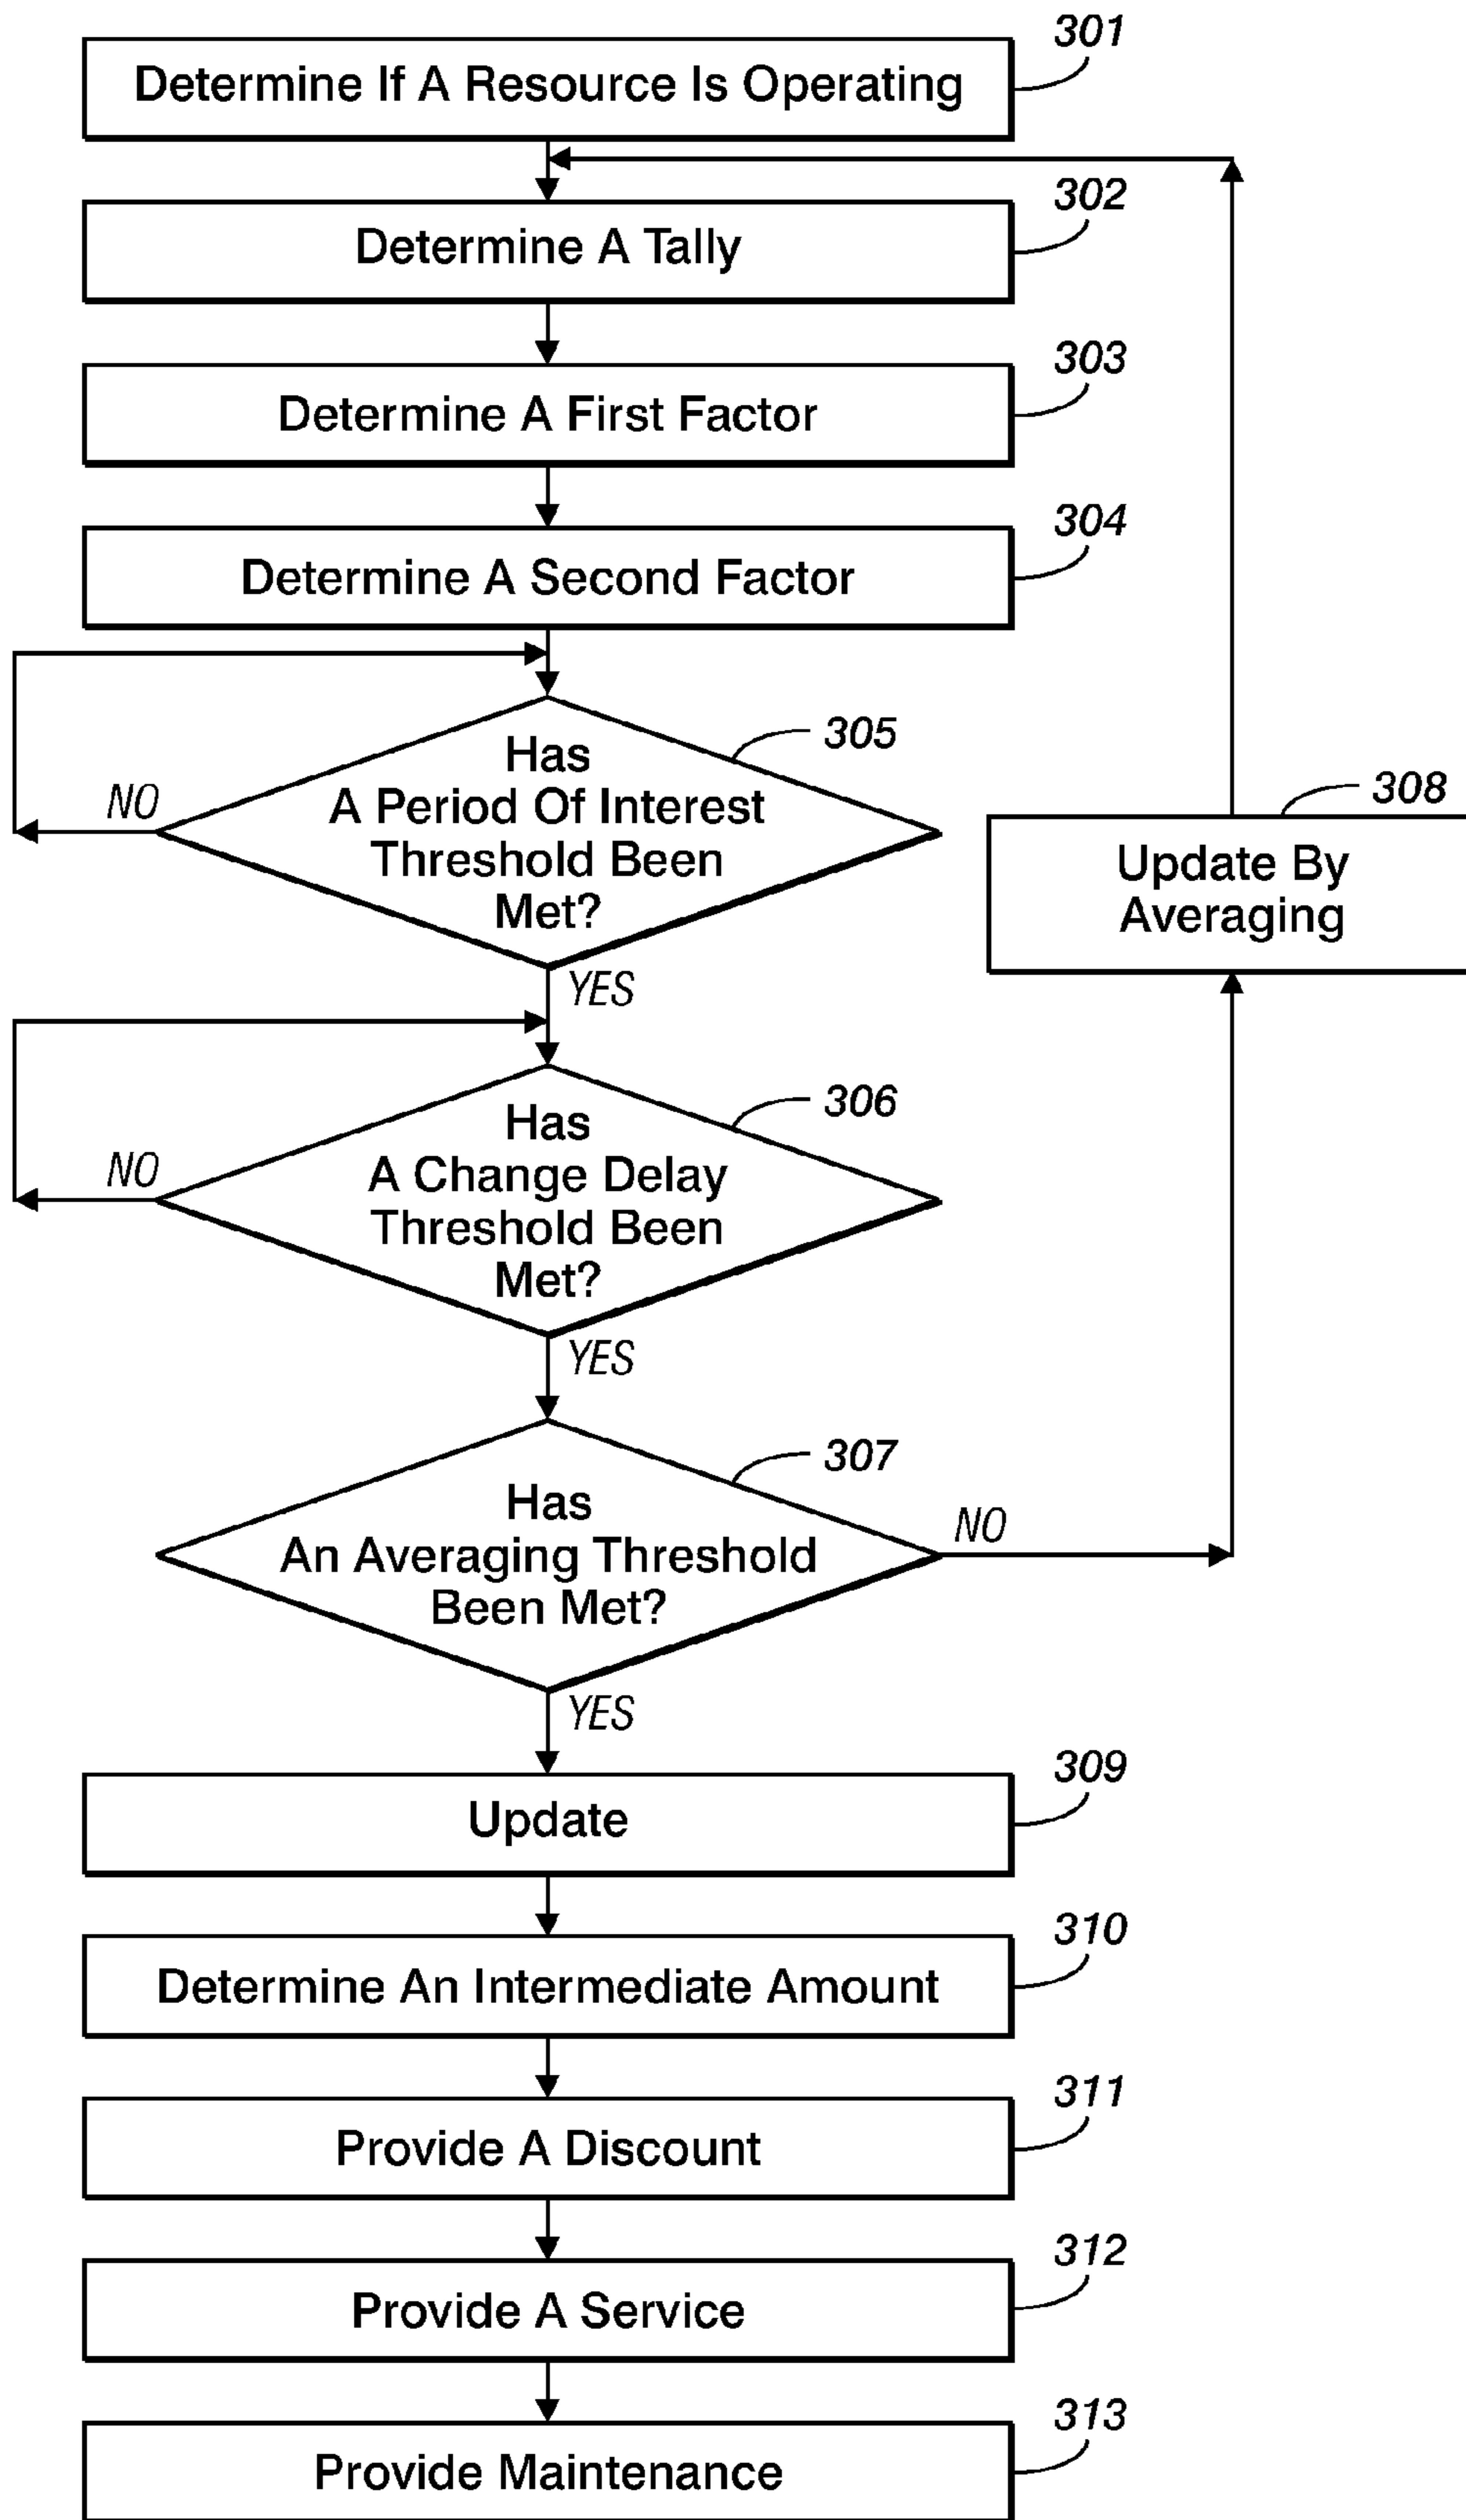 301
Determine If A Resource Is Operating
302
Determine A Tally
303
Determine A First Factor
304
Determine A Second Factor
305
Has
A Period Of Interest
Threshold Been
Met?
NO
YES
308
Update By
Averaging
306
Has
A Change Delay
Threshold Been
Met?
NO
YES
307
Has
An Averaging Threshold
Been Met?
NO
YES
309
Update
310
Determine An Intermediate Amount
311
Provide A Discount
312
Provide A Service
313
Provide Maintenance